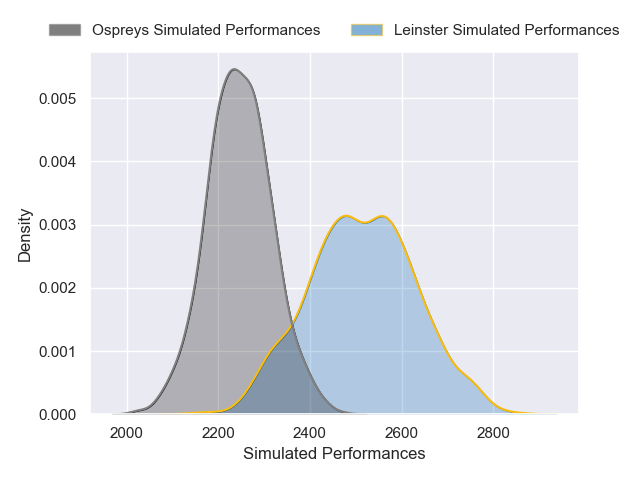 Ospreys Simulated Performances Leinster Simulated Performances
0.005
0.004
0.003
0.002
0.001
0.000
Density
2000 2200 2400 2600 2800
Simulated Performances